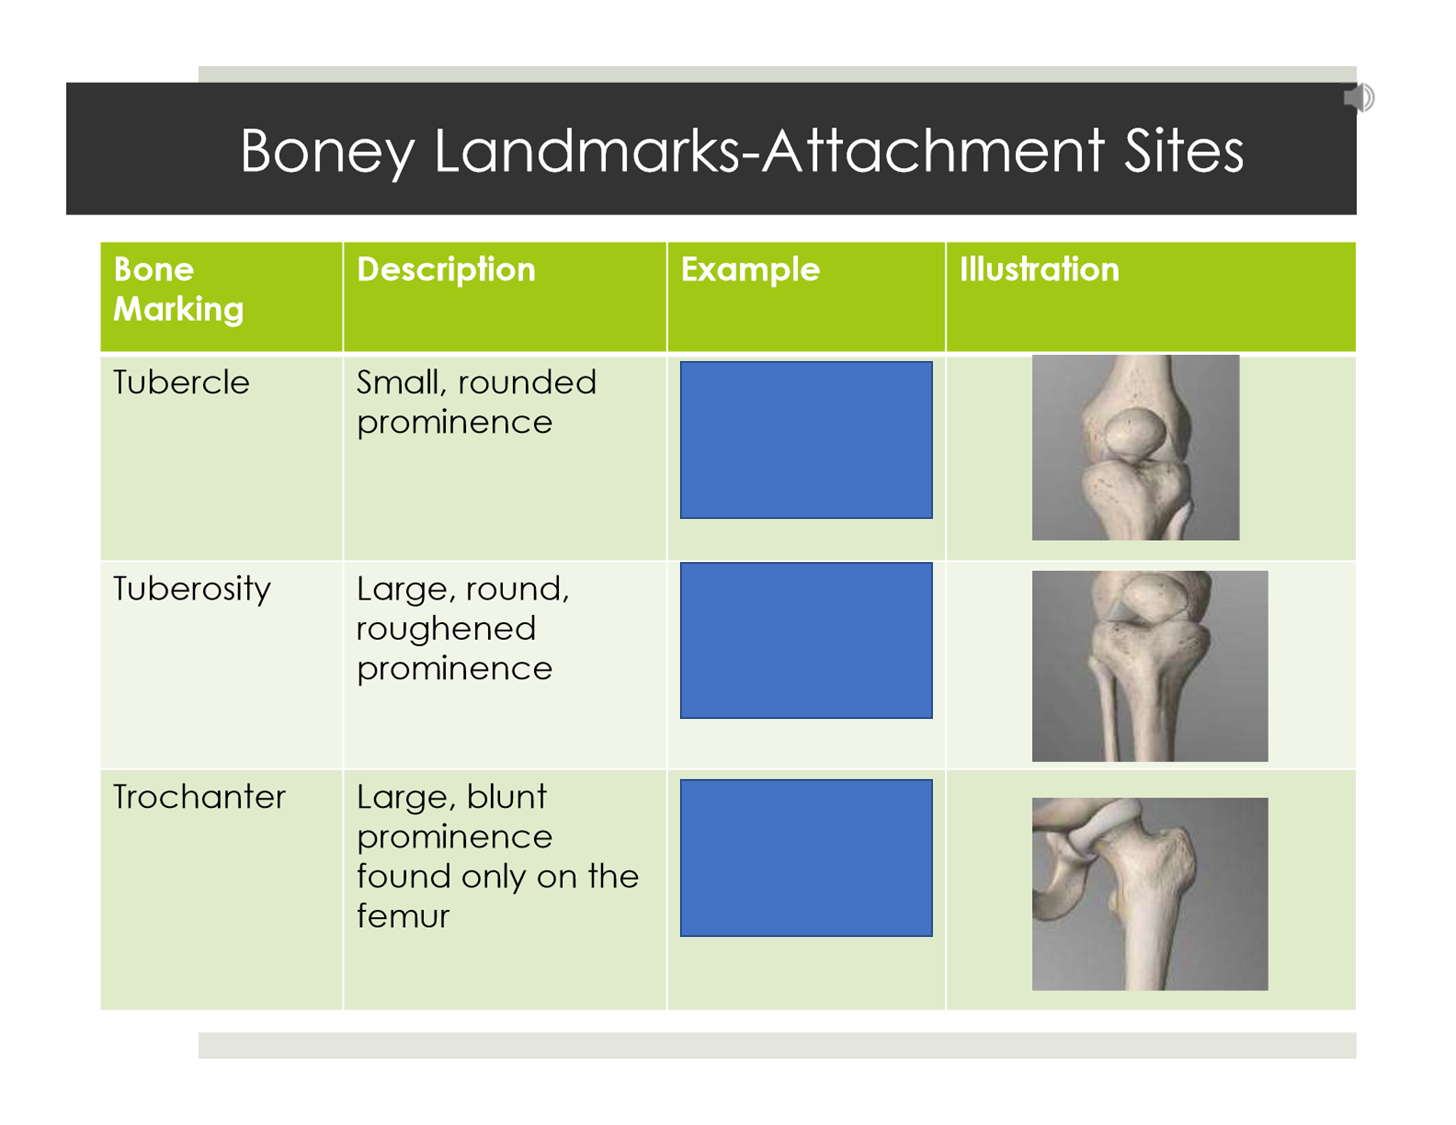 Boney Landmarks-Attachment Sites
Bone
Marking
Description
Example
Illustration
Tubercle
Small, rounded
prominence
Tuberosity
Large, round,
roughened
prominence
Trochanter
Large, blunt
prominence
found only on the
femur